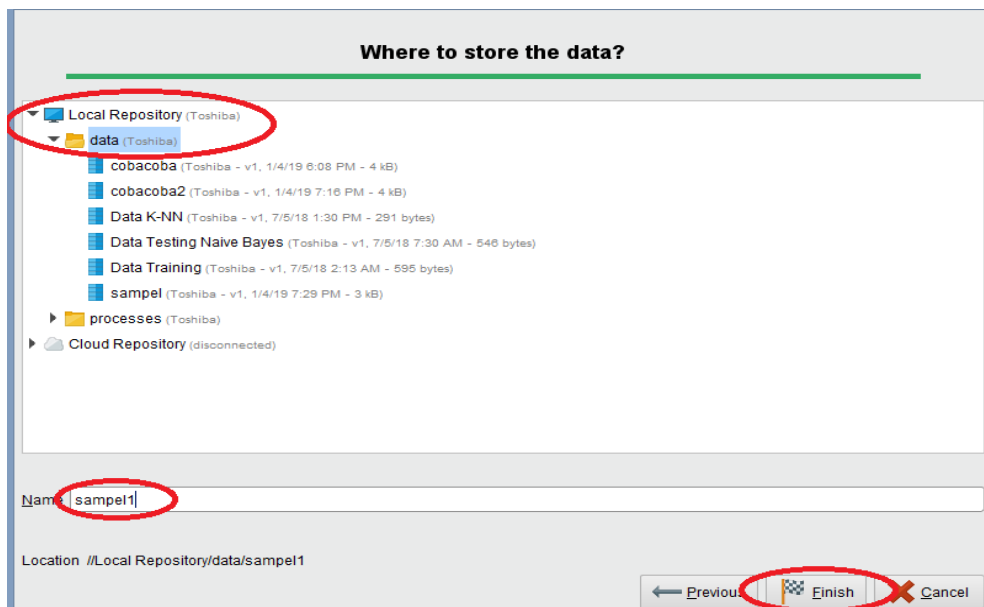 Where to store the data?
Local Repository (Toshiba)
data (Toshiba)
cobacoba (Toshiba - v1, 1/4/19 6:08 PM - 4 kB)
cobacoba2 (Toshiba - v1, 1/4/19 7:16 PM - 4 kB)
Data K-NN (Toshiba - v1, 7/5/18 1:30 PM - 291 bytes)
Data Testing Naive Bayes (Toshiba - v1, 7/5/18 7:30 AM - 546 bytes)
Data Training (Toshiba - v1, 7/5/18 2:13 AM - 595 bytes)
sampel (Toshiba - v1, 1/4/19 7:29 PM - 3 kB)
processes (Toshiba)
Cloud Repository (disconnected)
Name sampel1
Location //Local Repository/data/sampel1
Previous Finish Cancel